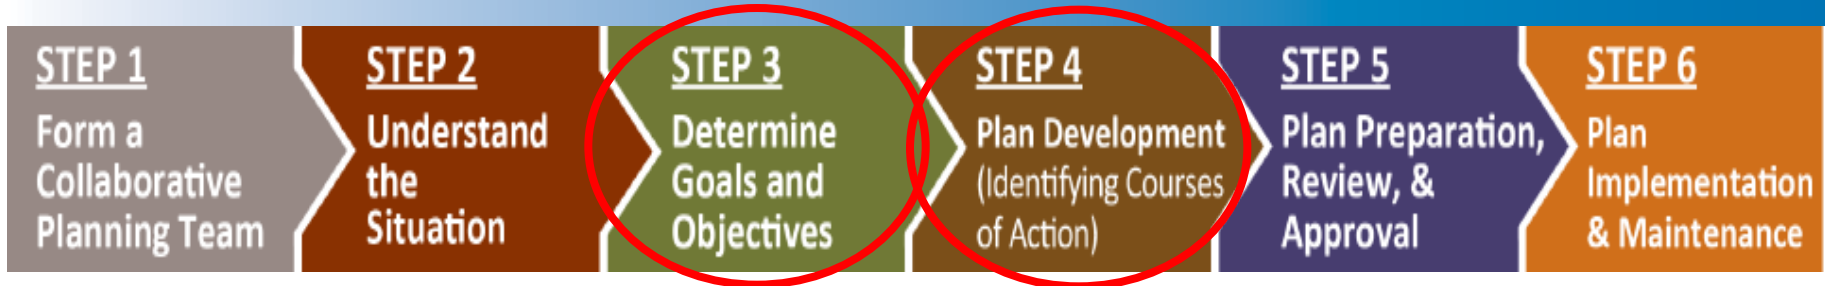 STEP 1
Form a
Collaborative
Planning Team
STEP 2
Understand
the
Situation
STEP 3
Determine
Goals and
Objectives
STEP 4
Plan Development
(Identifying Courses
of Action)
STEP 5
Plan Preparation,
Review, &
Approval
STEP 6
Plan
Implementation
& Maintenance